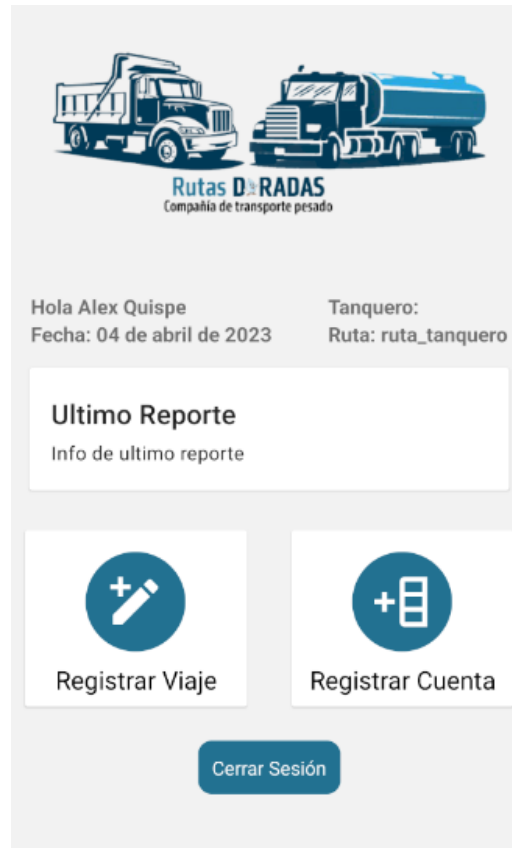 Rutas DORADAS
Compañia de transporte pesado
Hola Alex Quispe
Fecha: 04 de abril de 2023
Tanquero:
Ruta: ruta_tanquero
Ultimo Reporte
Info de ultimo reporte
Registrar Viaje
Registrar Cuenta
Cerrar Sesión